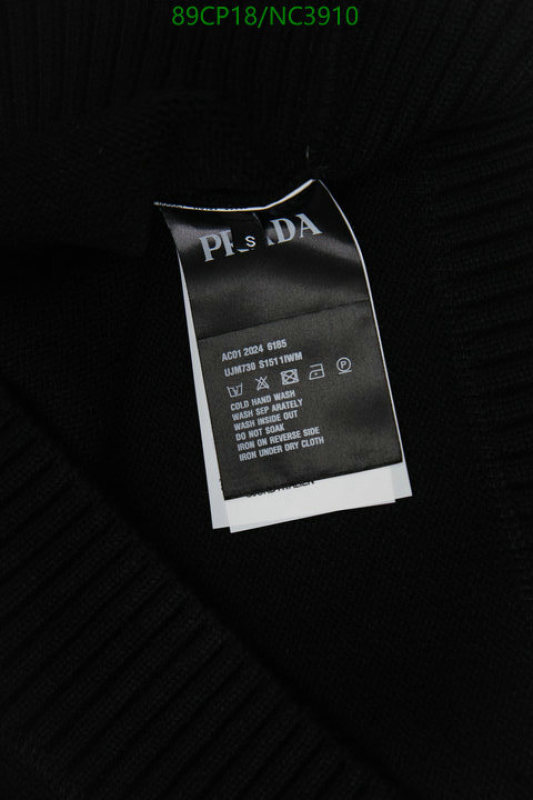 89CP18/NC3910
PRADA
S
AC01 2024 6185
UJM730 S1511IWM
P
COLD HAND WASH
WASH SEP ARATELY
WASH INSIDE OUT
DO NOT SOAK
IRON ON REVERSE SIDE
IRON UNDER DRY CLOTH